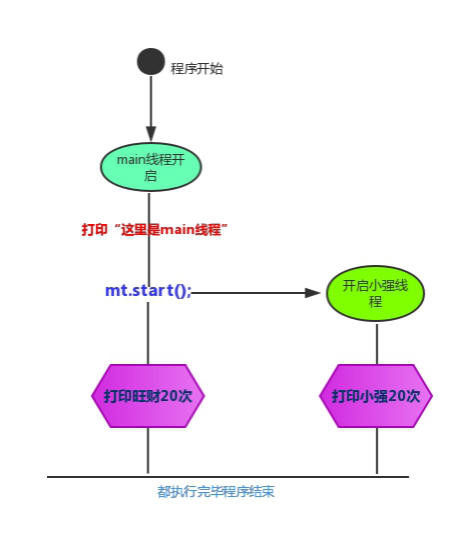 程序开始
main线程开
启
打印“这里是main线程”
mt.start();
开启小强线
程
打印旺财20次
打印小强20次
都执行完毕程序结束